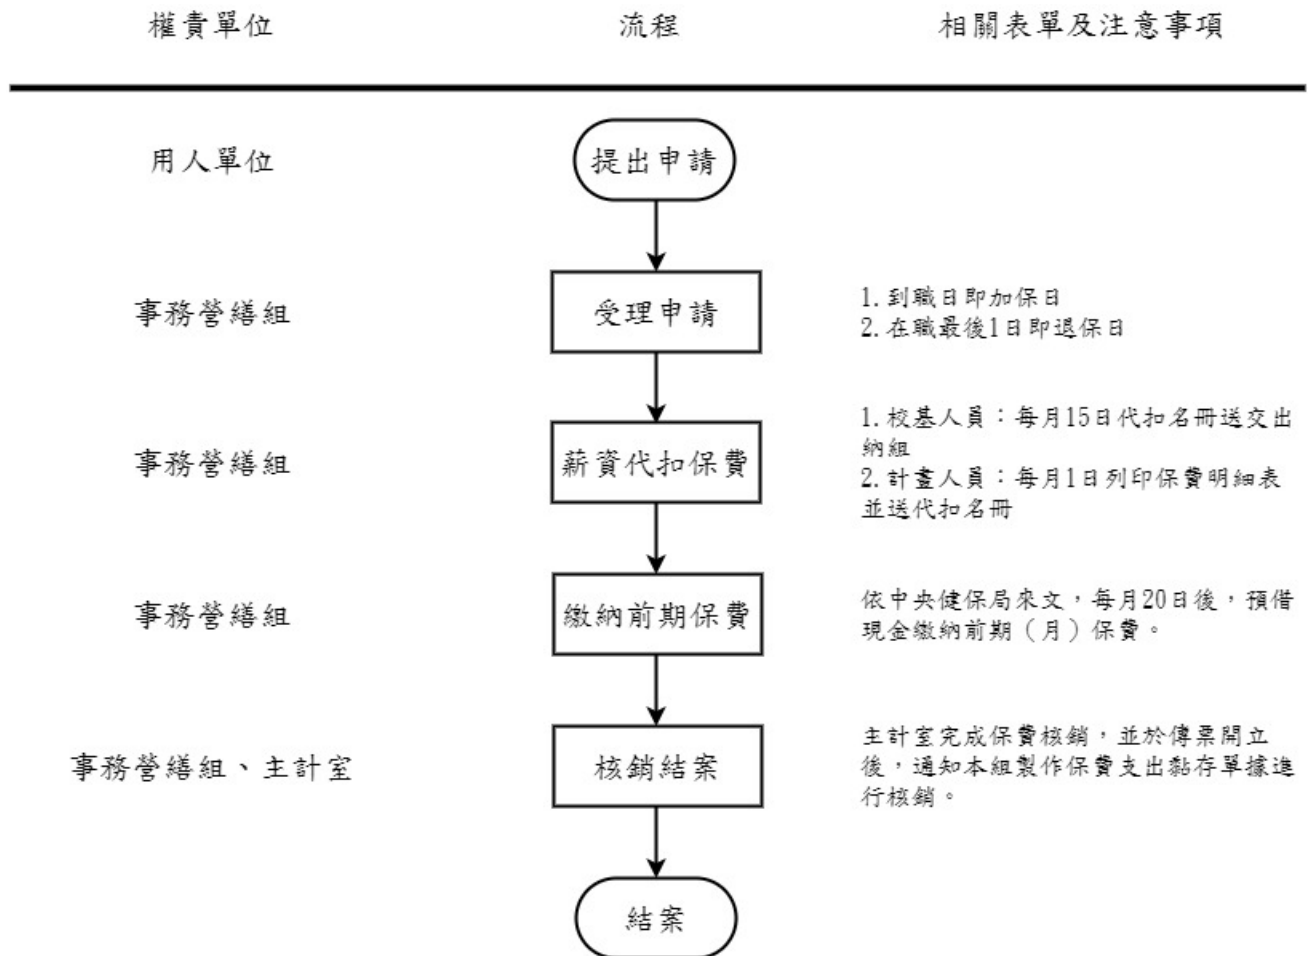 權責單位 流程 相關表單及注意事項
用人單位 提出申請
事務營繕組 受理申請 1.到職日即加保日
2.在職最後1日即退保日
事務營繕組 薪資代扣保費 1.校基人員：每月15日代扣名冊送交出
納組
2.計畫人員：每月1日列印保費明細表
並送代扣名冊
事務營繕組 繳納前期保費 依中央健保局來文，每月20日後，預借
現金繳納前期（月）保費。
事務營繕組、主計室 核銷結案 主計室完成保費核銷，並於傳票開立
後，通知本組製作保費支出黏存單據進
行核銷。
結案